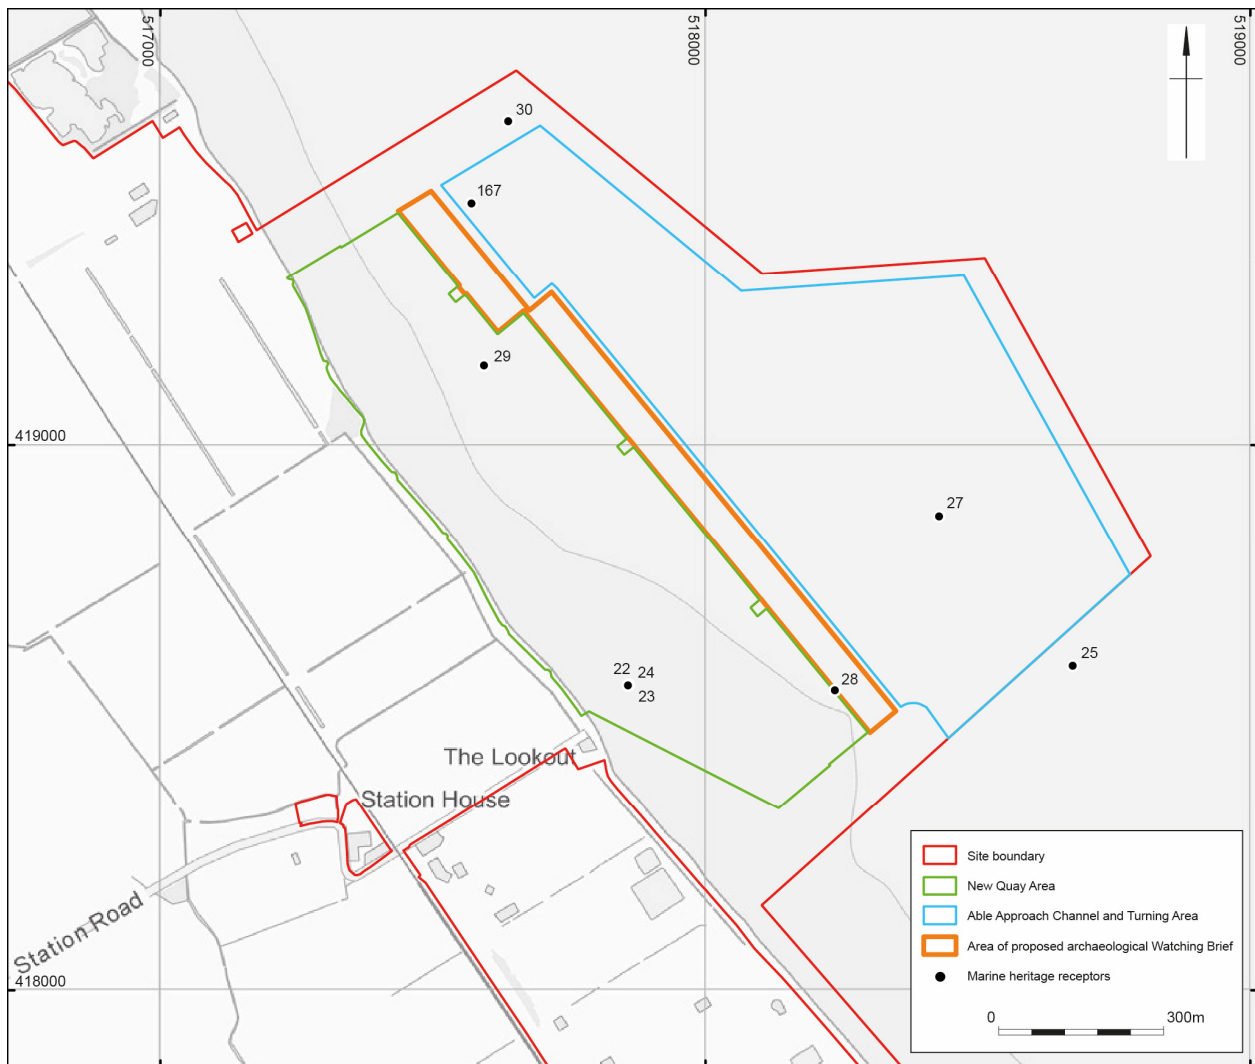 517000
518000
519000
30
167
29
419000
27
25
22 24
23
28
The Lookout
Station House
Station Road
418000
Site boundary
New Quay Area
Able Approach Channel and Turning Area
Area of proposed archaeological Watching Brief
Marine heritage receptors
0 300m